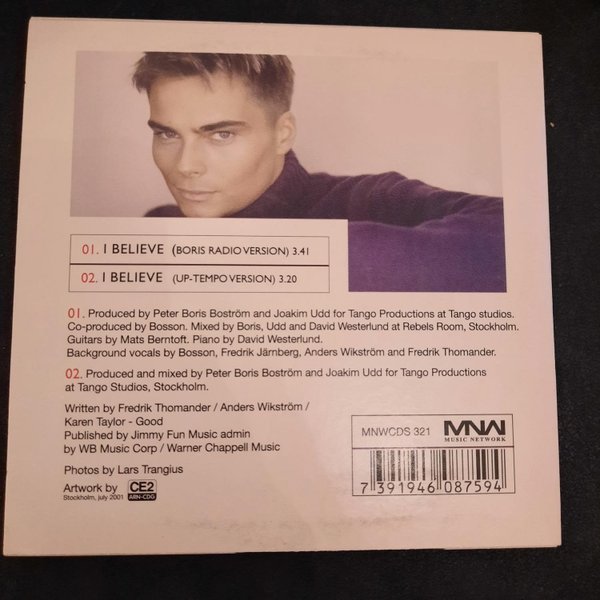 01. I BELIEVE (BORIS RADIO VERSION) 3.41
02. I BELIEVE (UP-TEMPO VERSION) 3.20
01. Produced by Peter Boris Boström and Joakim Udd for Tango Productions at Tango studios.
Co-produced by Bosson. Mixed by Boris, Udd and David Westerlund at Rebels Room, Stockholm.
Guitars by Mats Berntoft. Piano by David Westerlund.
Background vocals by Bosson, Fredrik Järnberg, Anders Wikström and Fredrik Thomander.
02. Produced and mixed by Peter Boris Boström and Joakim Udd for Tango Productions
at Tango Studios, Stockholm.
Written by Fredrik Thomander / Anders Wikström /
Karen Taylor - Good
Published by Jimmy Fun Music admin
by WB Music Corp / Warner Chappell Music
Photos by Lars Trangius
Artwork by CE2
Stockholm, july 2001 ARN-CDG
MNWCDS 321 MNW
MUSIC NETWORK
7 391946 087594